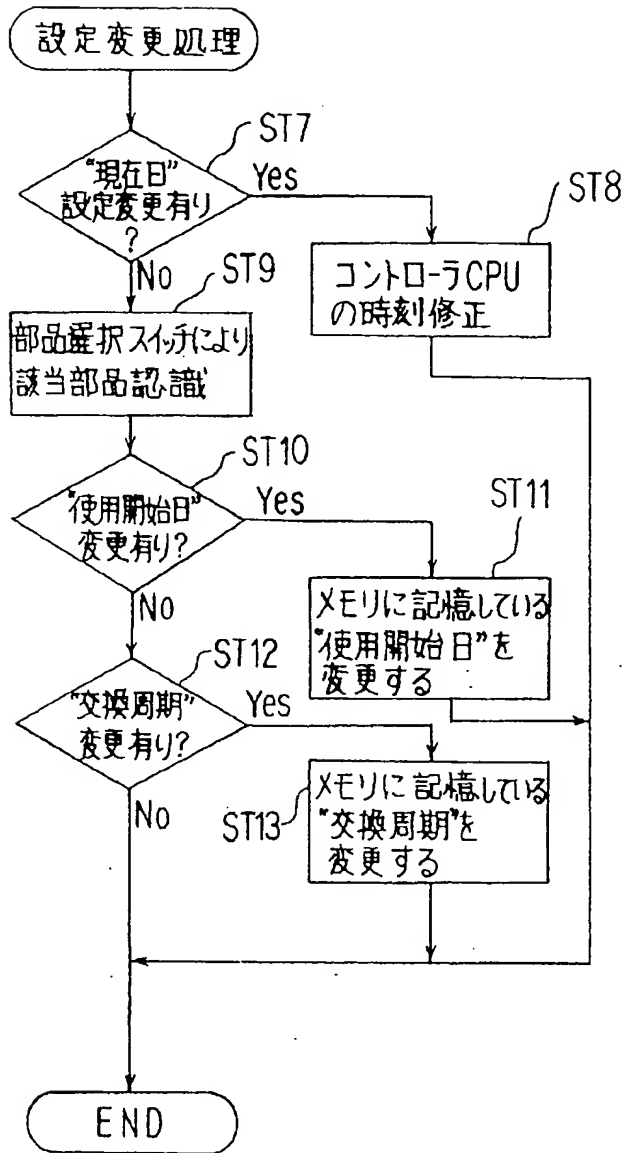 設定変更処理
ST7
“現在日”
設定変更有り
?
Yes
No
ST8
コントローラCPU
の時刻修正
ST9
部品選択スイッチにより
該当部品認識
ST10
“使用開始日”
変更有り?
Yes
No
ST11
メモリに記憶している
“使用開始日”を
変更する
ST12
“交換周期”
変更有り?
Yes
No
ST13
メモリに記憶している
“交換周期”を
変更する
END